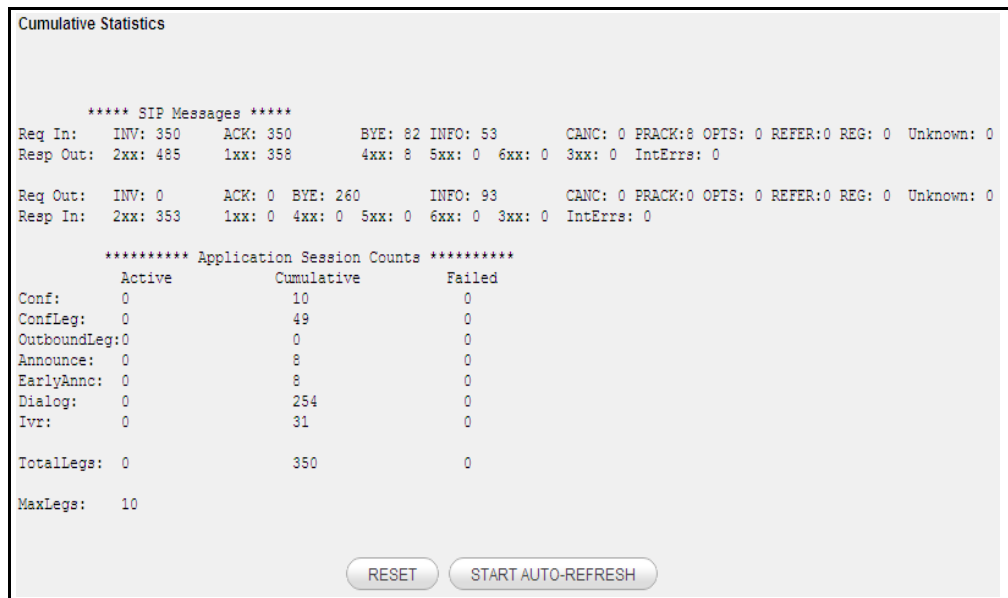 Cumulative Statistics
***** SIP Messages *****
Req In: INV: 350 ACK: 350 BYE: 82 INFO: 53 CANC: 0 PRACK:8 OPTS: 0 REFER:0 REG: 0 Unknown: 0
Resp Out: 2xx: 485 1xx: 358 4xx: 8 5xx: 0 6xx: 0 3xx: 0 IntErrs: 0
Req Out: INV: 0 ACK: 0 BYE: 260 INFO: 93 CANC: 0 PRACK:0 OPTS: 0 REFER:0 REG: 0 Unknown: 0
Resp In: 2xx: 353 1xx: 0 4xx: 0 5xx: 0 6xx: 0 3xx: 0 IntErrs: 0
********** Application Session Counts **********
Active Cumulative Failed
Conf: 0 10 0
ConfLeg: 0 49 0
OutboundLeg:0 0 0
Announce: 0 8 0
EarlyAnnc: 0 8 0
Dialog: 0 254 0
Ivr: 0 31 0
TotalLegs: 0 350 0
MaxLegs: 10
RESET START AUTO-REFRESH